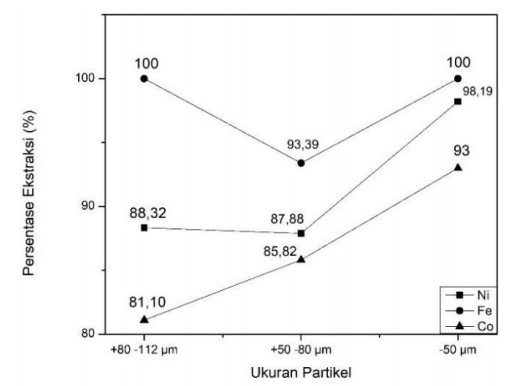 100
100
100
98,19
93,39
93
Persentase Ekstraksi (%)
90
88,32
87,88
85,82
81,10
Ni
Fe
Co
80
+80 -112 µm
+50 -80 µm
-50 µm
Ukuran Partikel